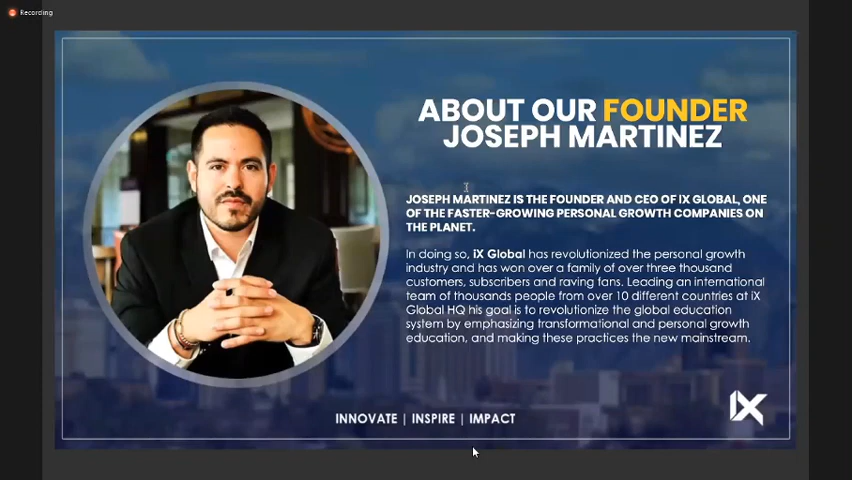 Recording
ABOUT OUR FOUNDER
JOSEPH MARTINEZ
JOSEPH MARTINEZ IS THE FOUNDER AND CEO OF IX GLOBAL, ONE
OF THE FASTER-GROWING PERSONAL GROWTH COMPANIES ON
THE PLANET.
In doing so, iX Global has revolutionized the personal growth
industry and has won over a family of over three thousand
customers, subscribers and raving fans. Leading an international
team of thousands people from over 10 different countries at iX
Global HQ his goal is to revolutionize the global education
system by emphasizing transformational and personal growth
education, and making these practices the new mainstream.
INNOVATE | INSPIRE | IMPACT
iX